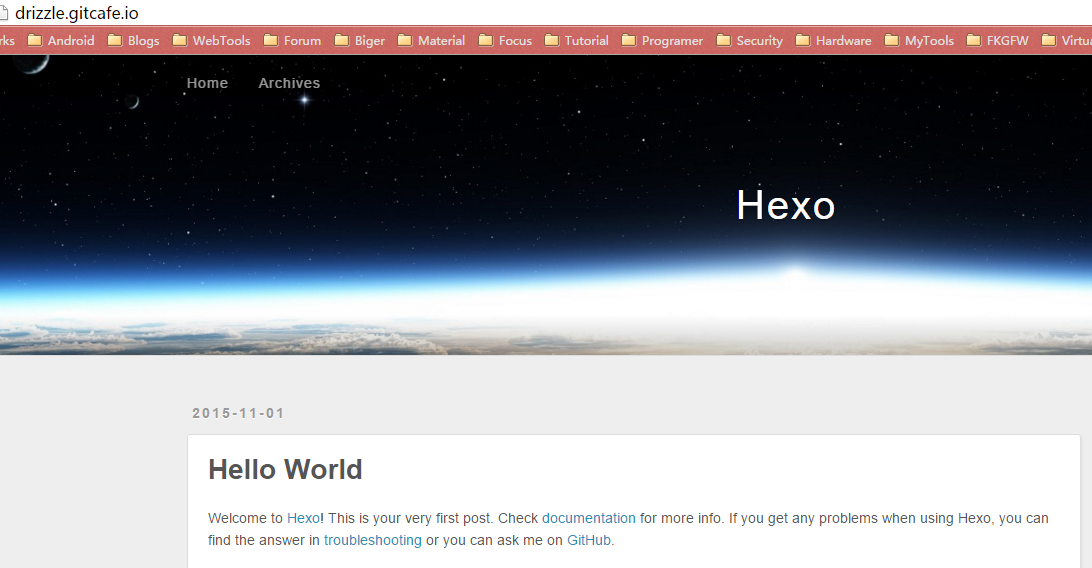 drizzle.gitcafe.io
rks Android Blogs WebTools Forum Biger Material Focus Tutorial Programer Security Hardware MyTools FKGFW Virtua
Home Archives
Hexo
2015-11-01
Hello World
Welcome to Hexo! This is your very first post. Check documentation for more info. If you get any problems when using Hexo, you can
find the answer in troubleshooting or you can ask me on GitHub.